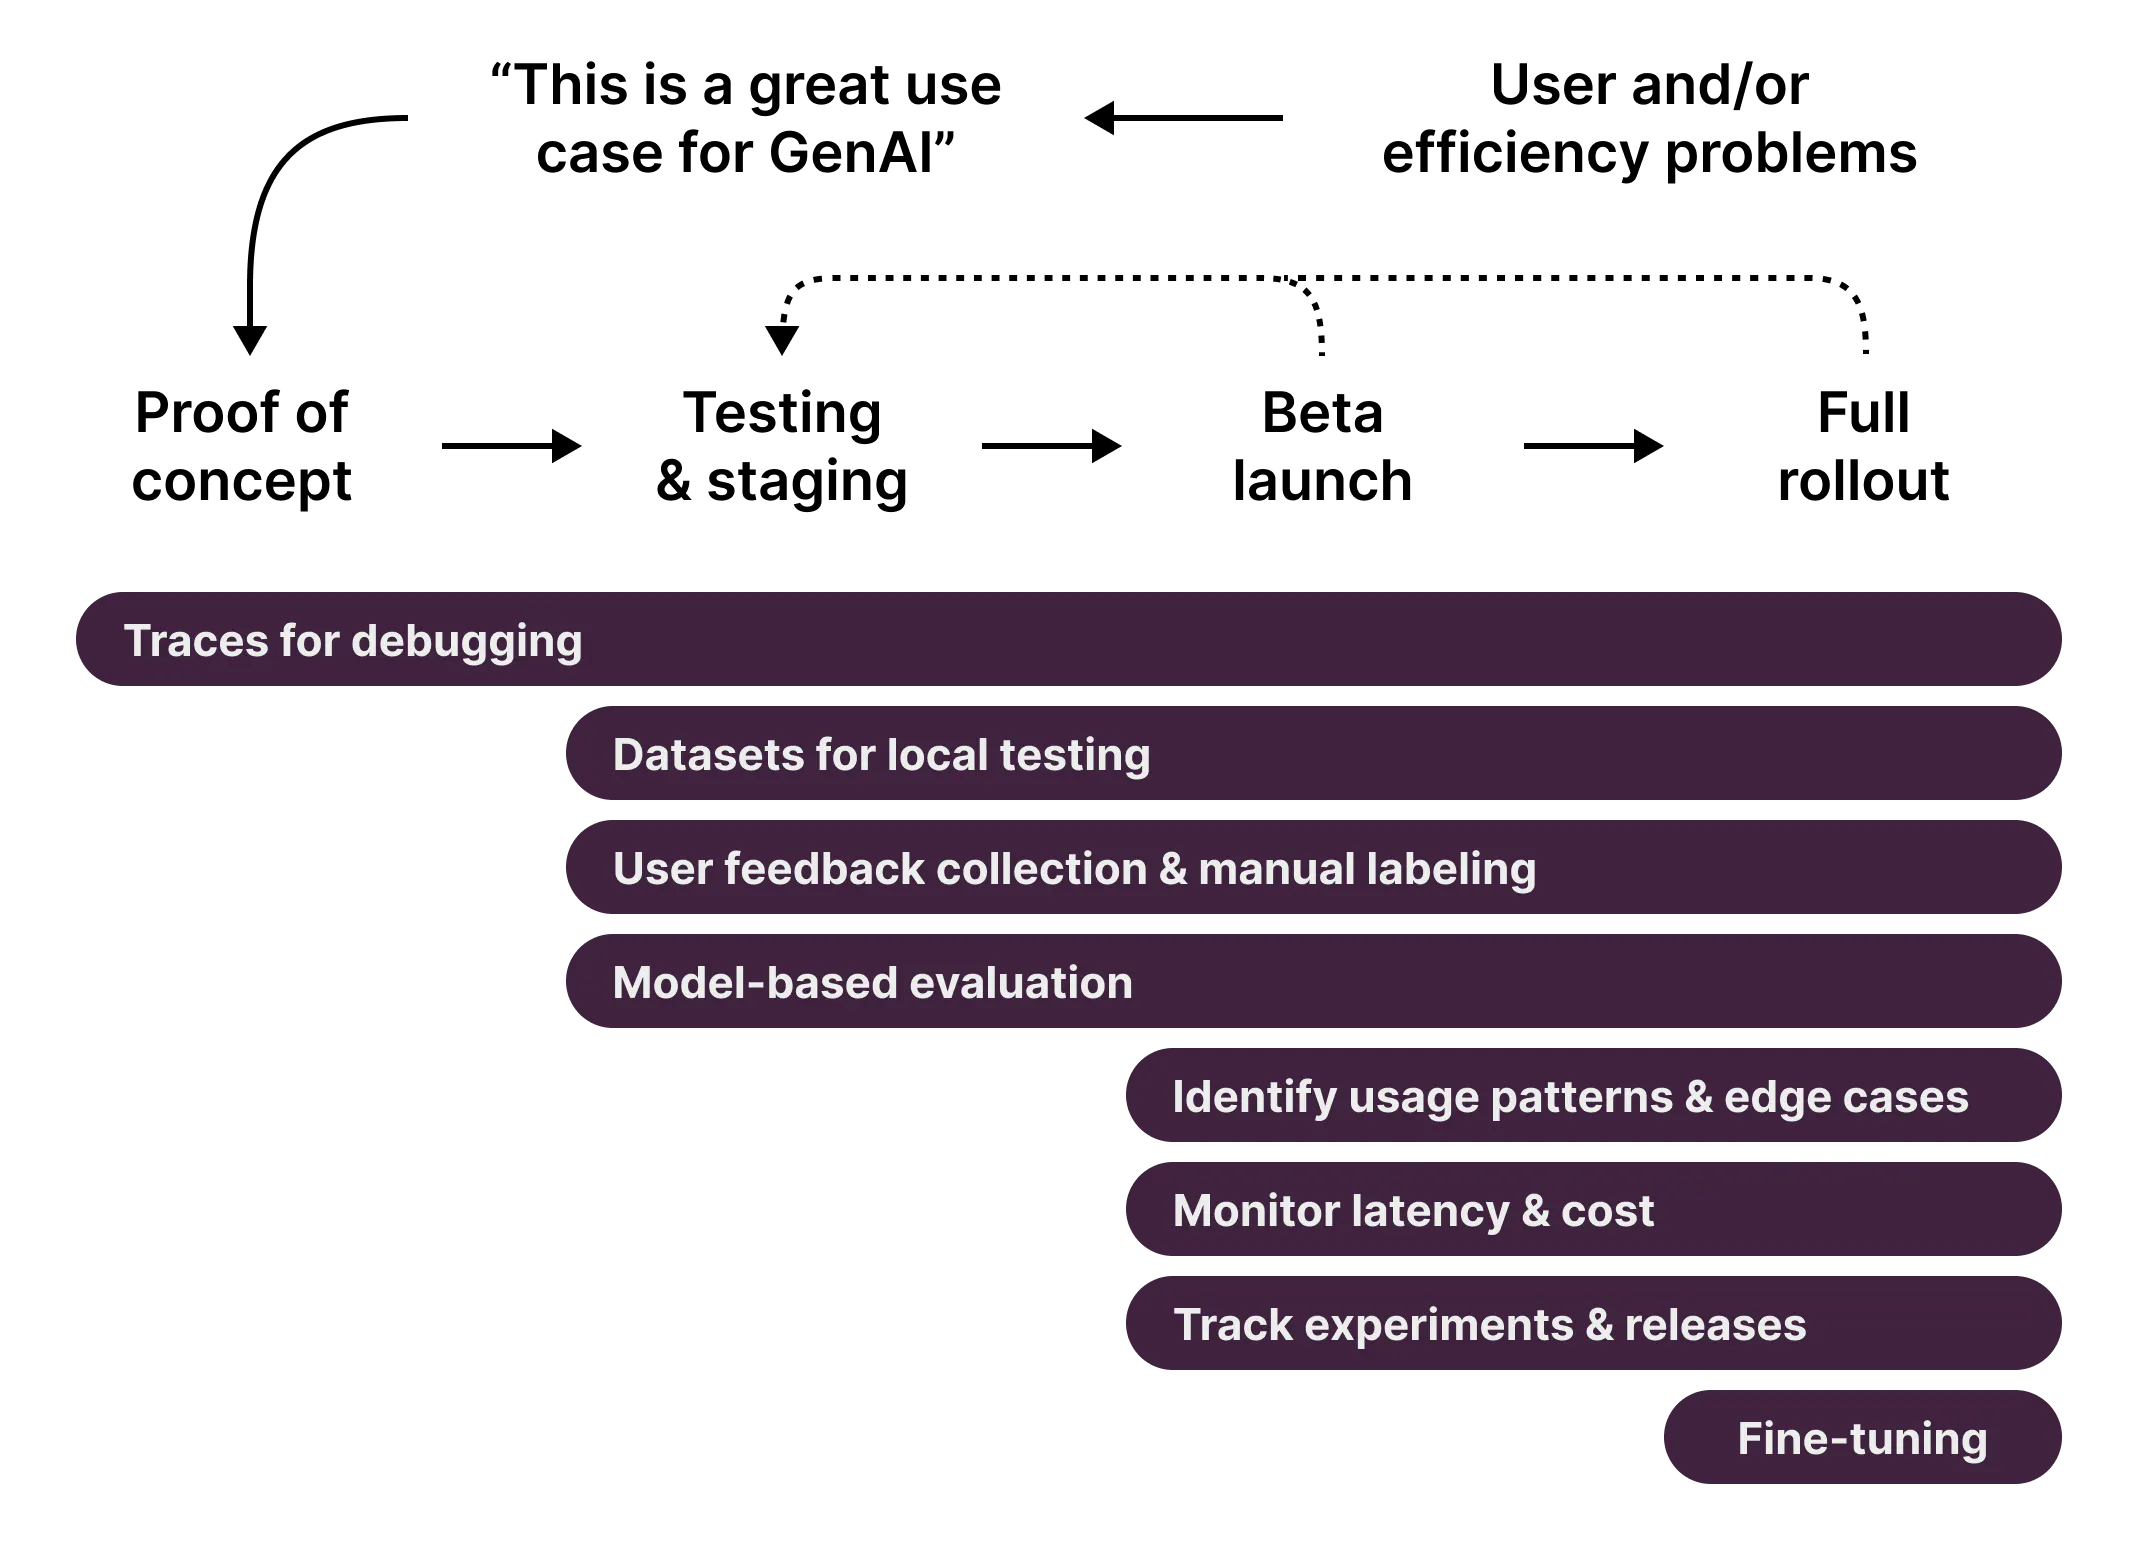 “This is a great use
case for GenAI”
User and/or
efficiency problems
Proof of
concept
Testing
& staging
Beta
launch
Full
rollout
Traces for debugging
Datasets for local testing
User feedback collection & manual labeling
Model-based evaluation
Identify usage patterns & edge cases
Monitor latency & cost
Track experiments & releases
Fine-tuning